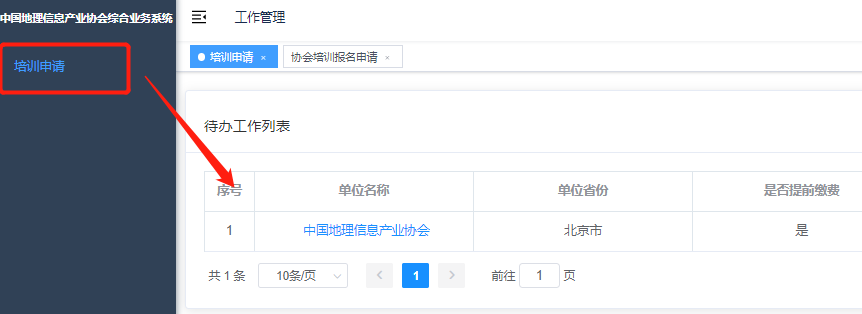 中国地理信息产业协会综合业务系统
工作管理
培训申请
培训申请 ×
协会培训报名申请 ×
待办工作列表
序号 单位名称 单位省份 是否提前缴费
1 中国地理信息产业协会 北京市 是
共 1 条 10条/页 < 1 > 前往 1 页